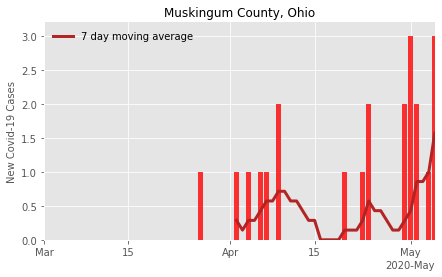 Muskingum County, Ohio
7 day moving average
New Covid-19 Cases
3.0
2.5
2.0
1.5
1.0
0.5
0.0
Mar
15
Apr
15
May
2020-May